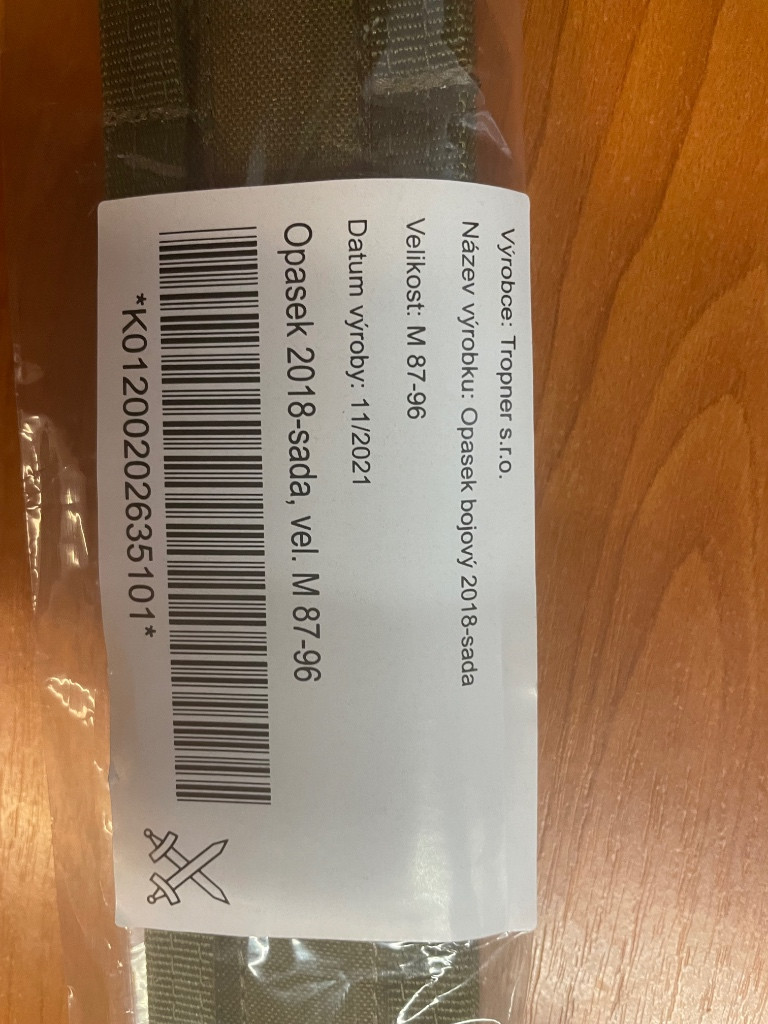 Výrobce: Tropner s.r.o.
Název výrobku: Opasek bojový 2018-sada
Velikost: M 87-96
Datum výroby: 11/2021
Opasek 2018-sada, vel. M 87-96
*K01200202635101*